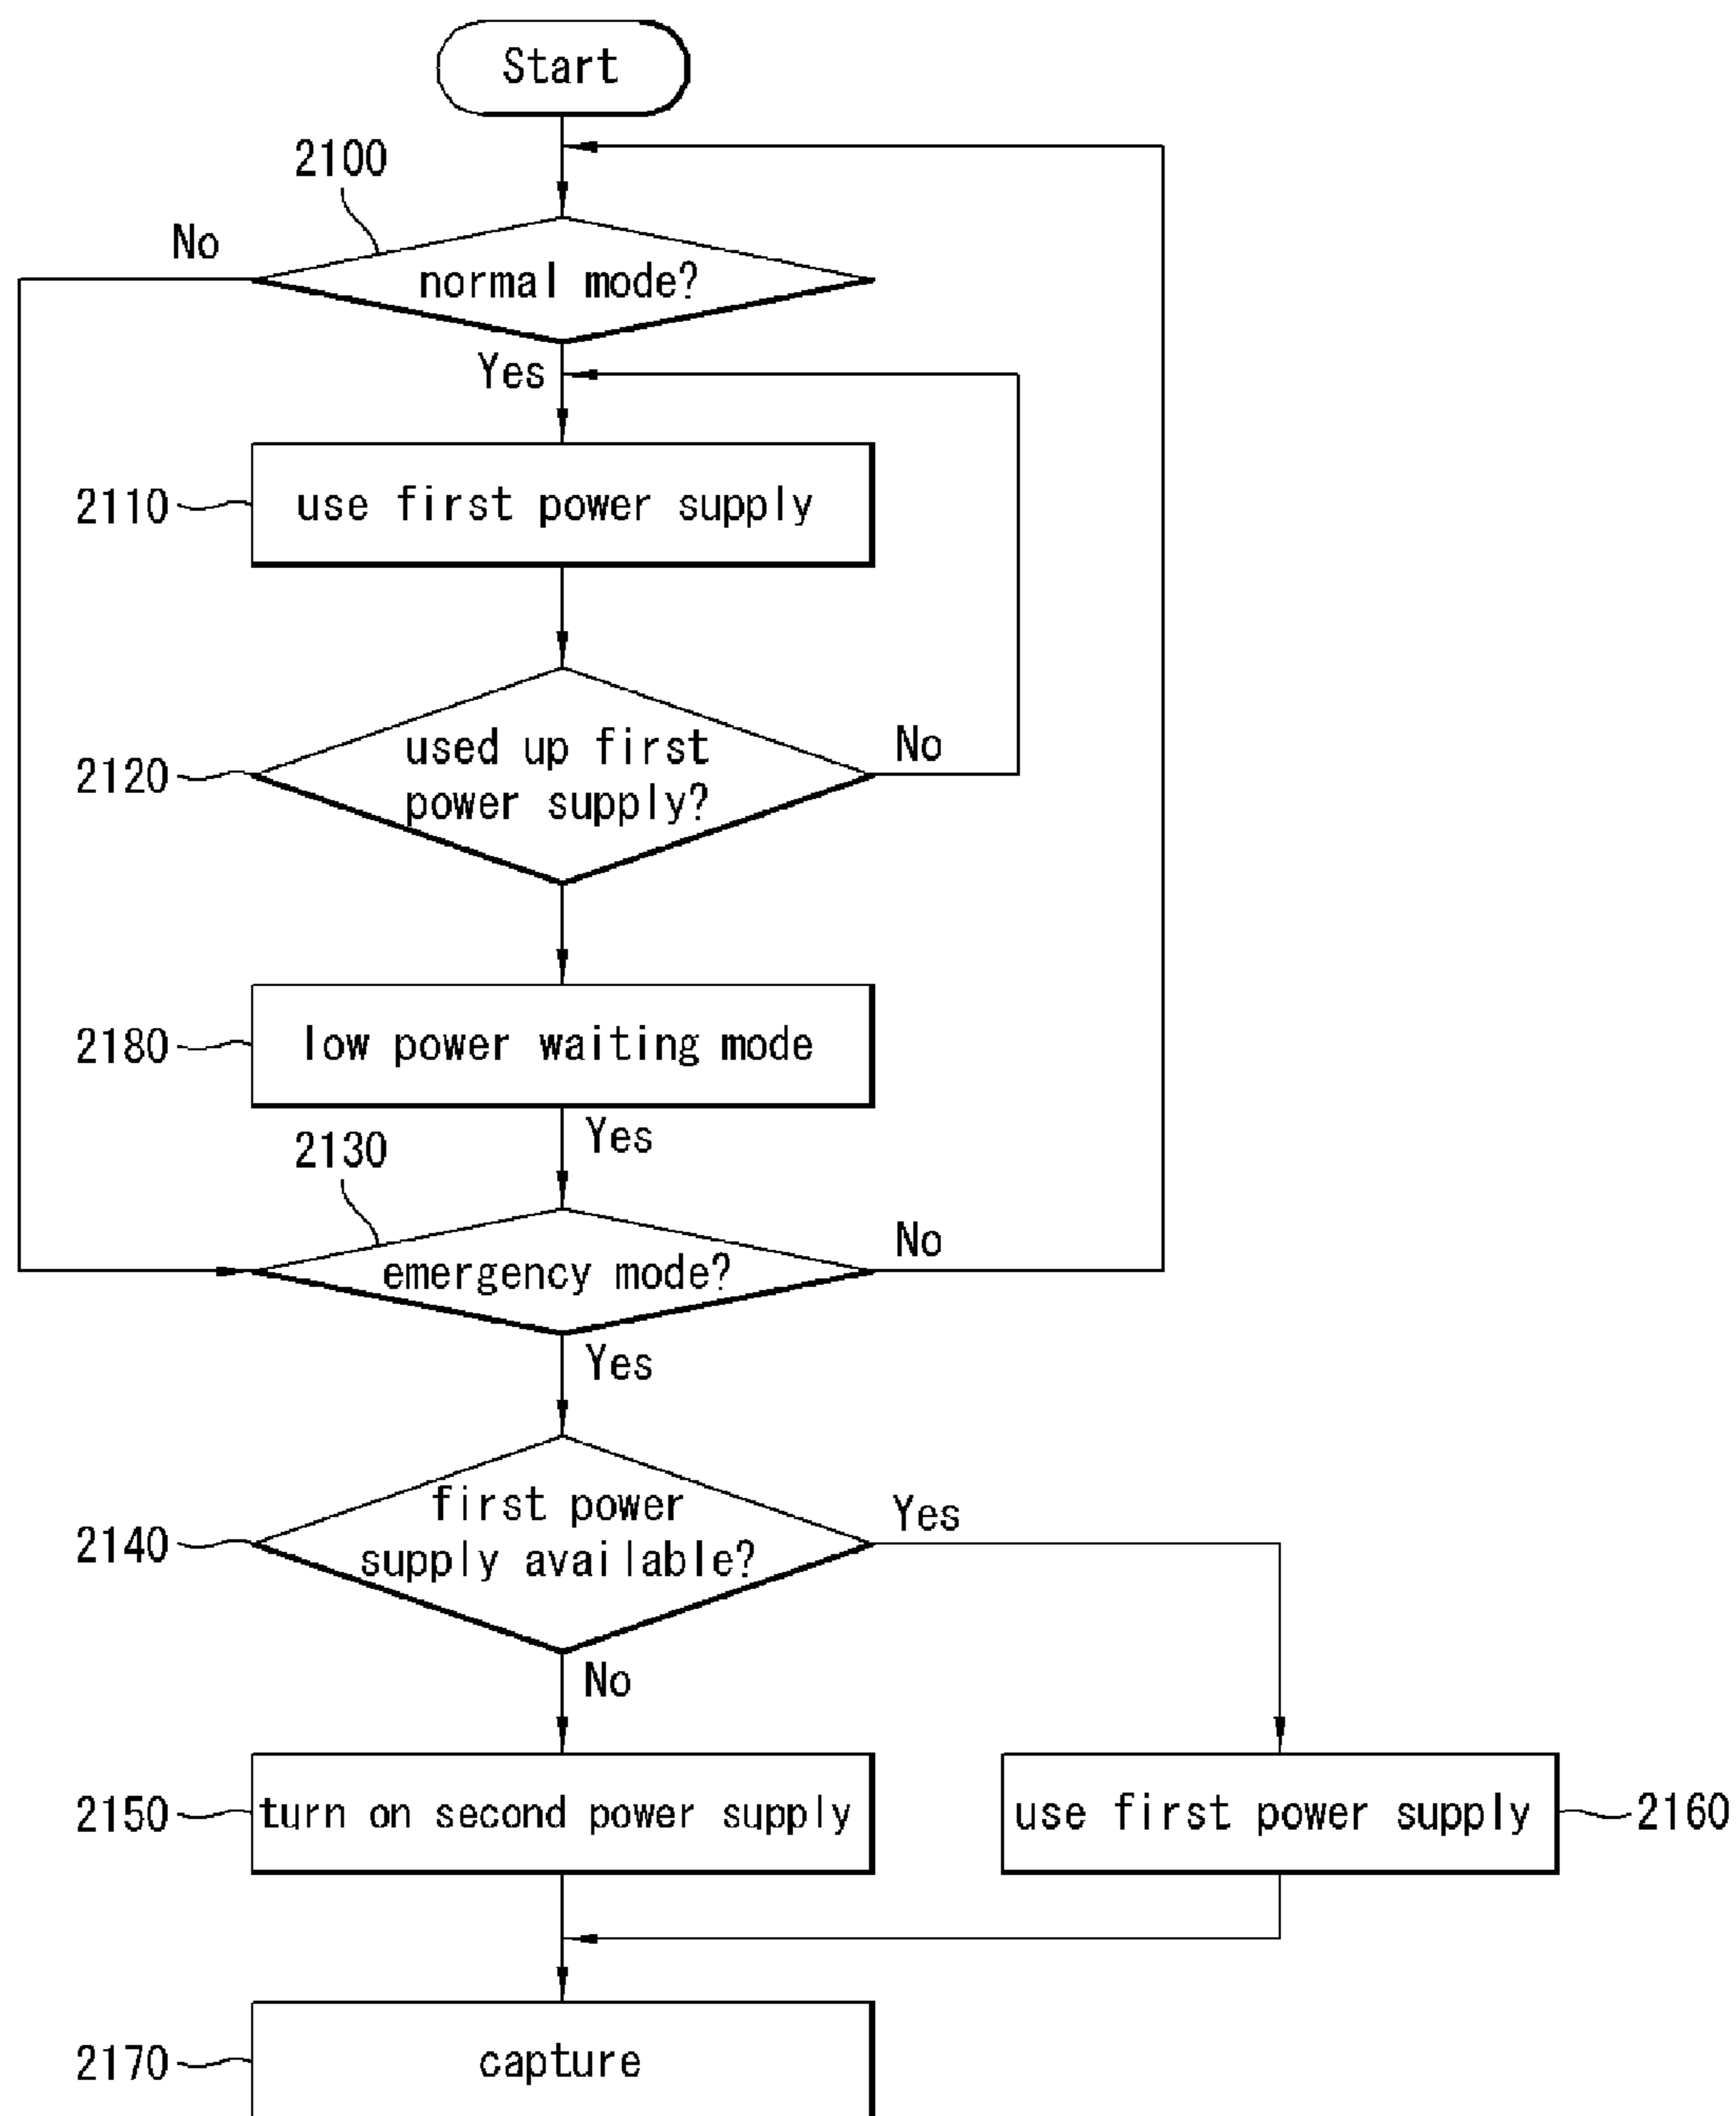 Start
2100
No
normal mode?
Yes
2110
use first power supply
2120
used up first
power supply?
No
2180
low power waiting mode
Yes
2130
emergency mode?
No
Yes
2140
first power
supply available?
Yes
No
2150
turn on second power supply
use first power supply
2160
2170
capture